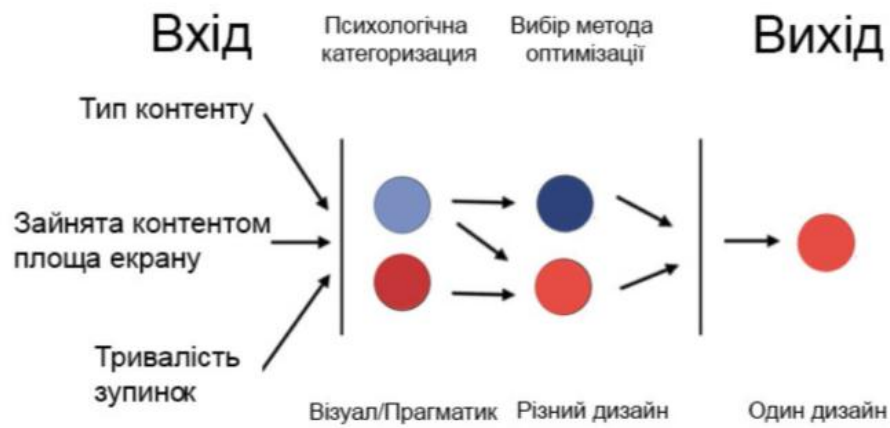 Вхід
Психологічна
категоризация
Вибір метода
оптимізації
Вихід
Тип контенту
Зайнята контентом
площа екрану
Тривалість
зупинок
Візуал/Прагматик
Різний дизайн
Один дизайн